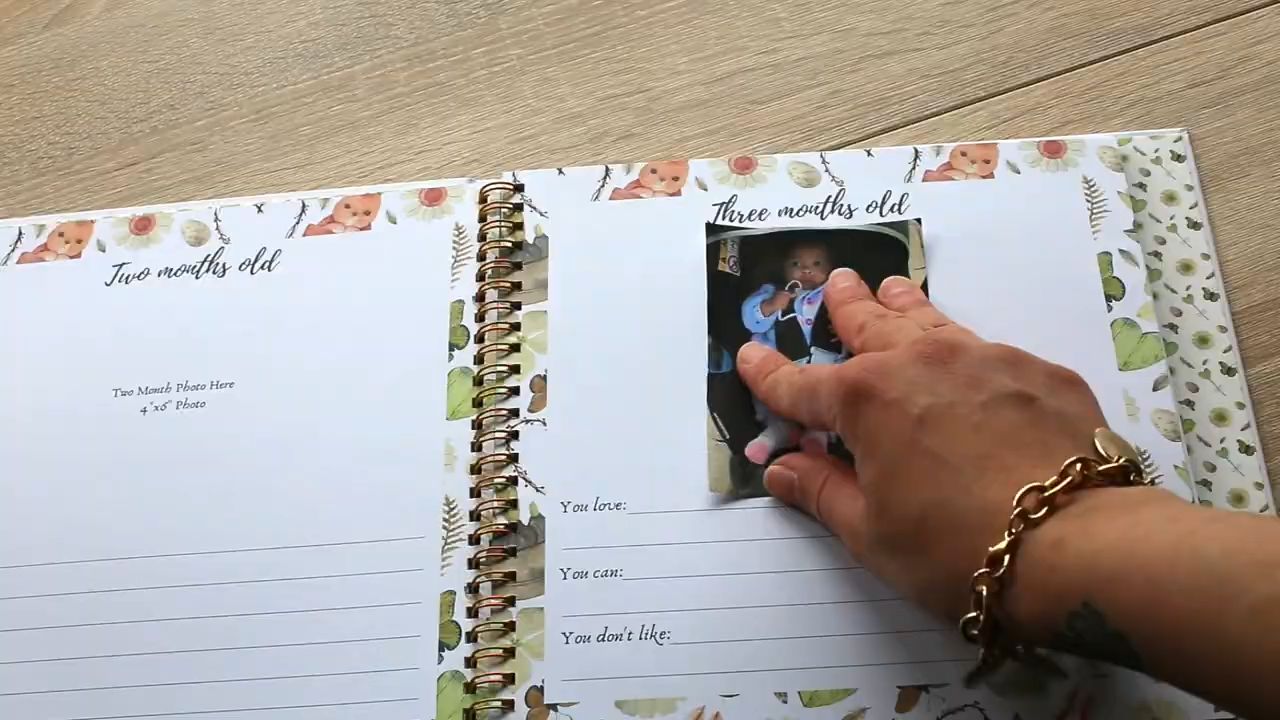 Two months old
Two Month Photo Here
4"x6" Photo
Three months old
You love:
You can:
You don't like: